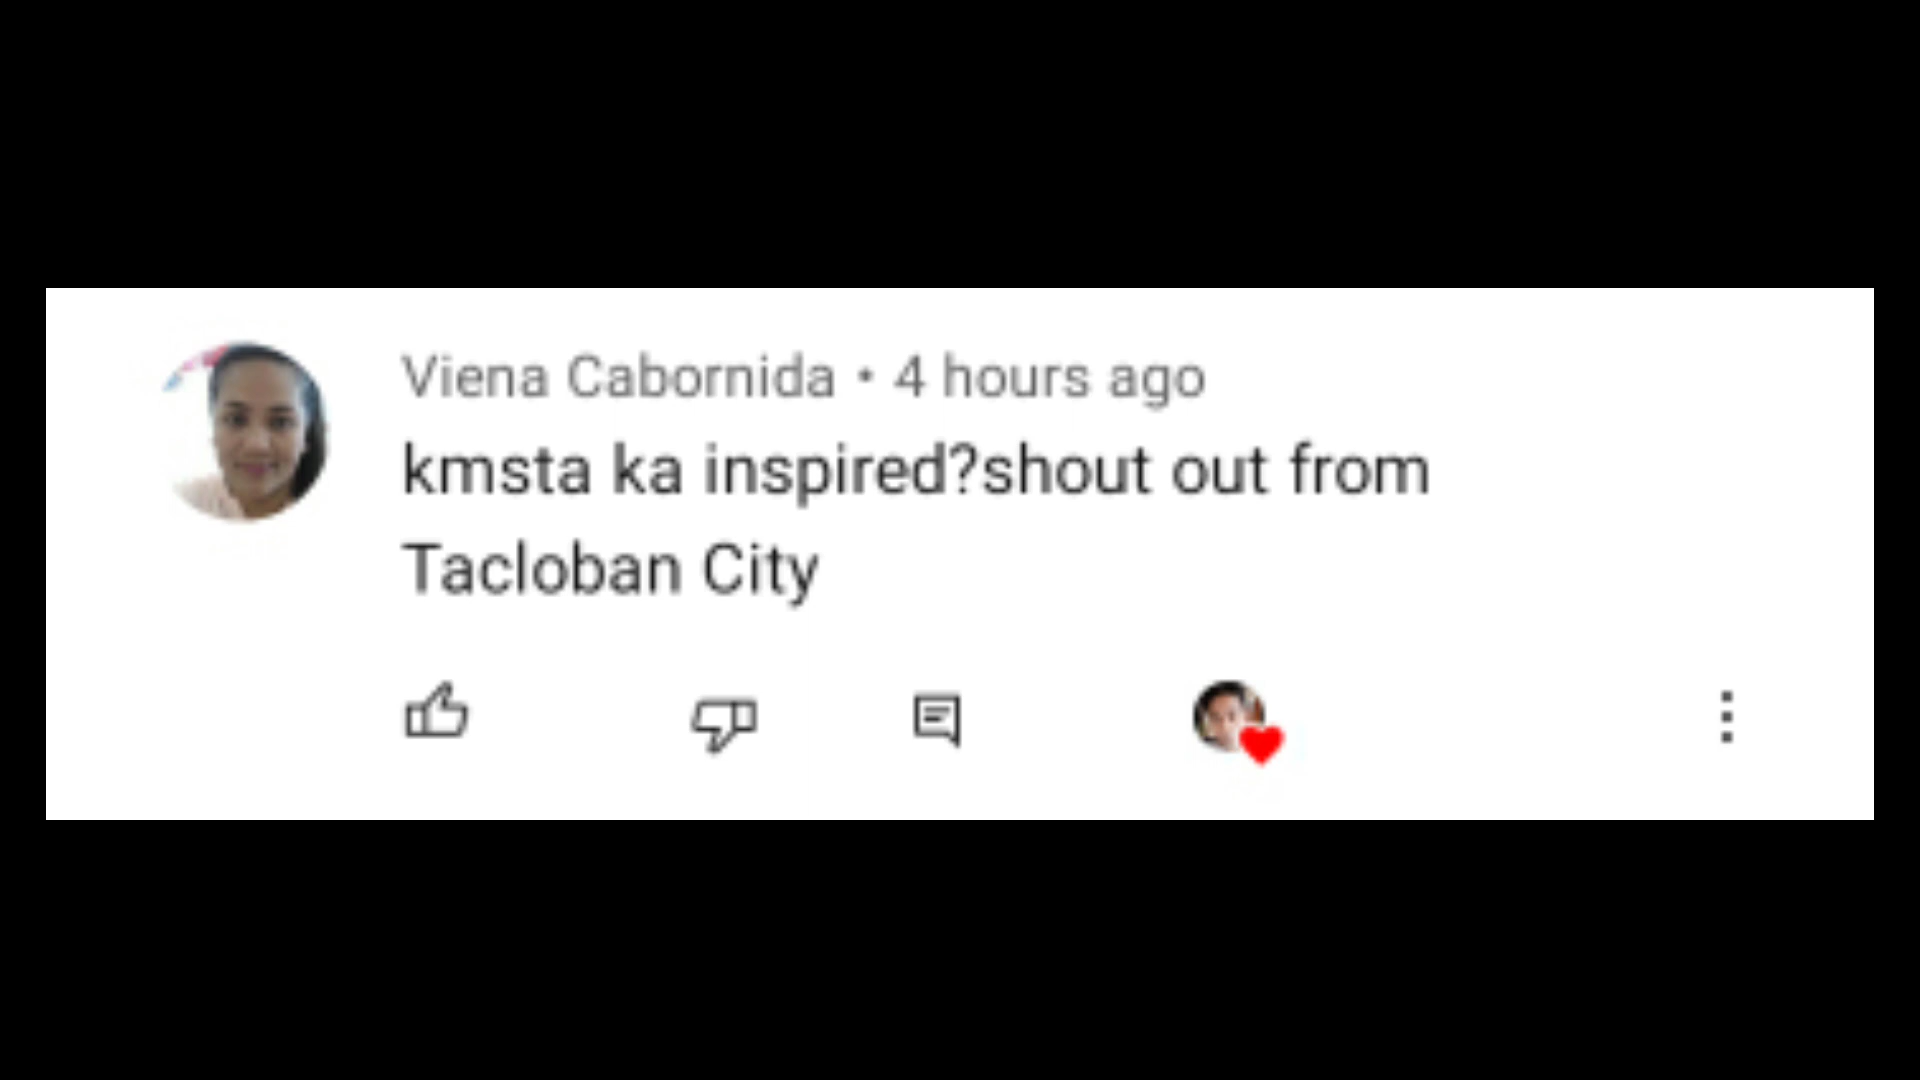 Viena Cabornida • 4 hours ago
kmsta ka inspired?shout out from
Tacloban City